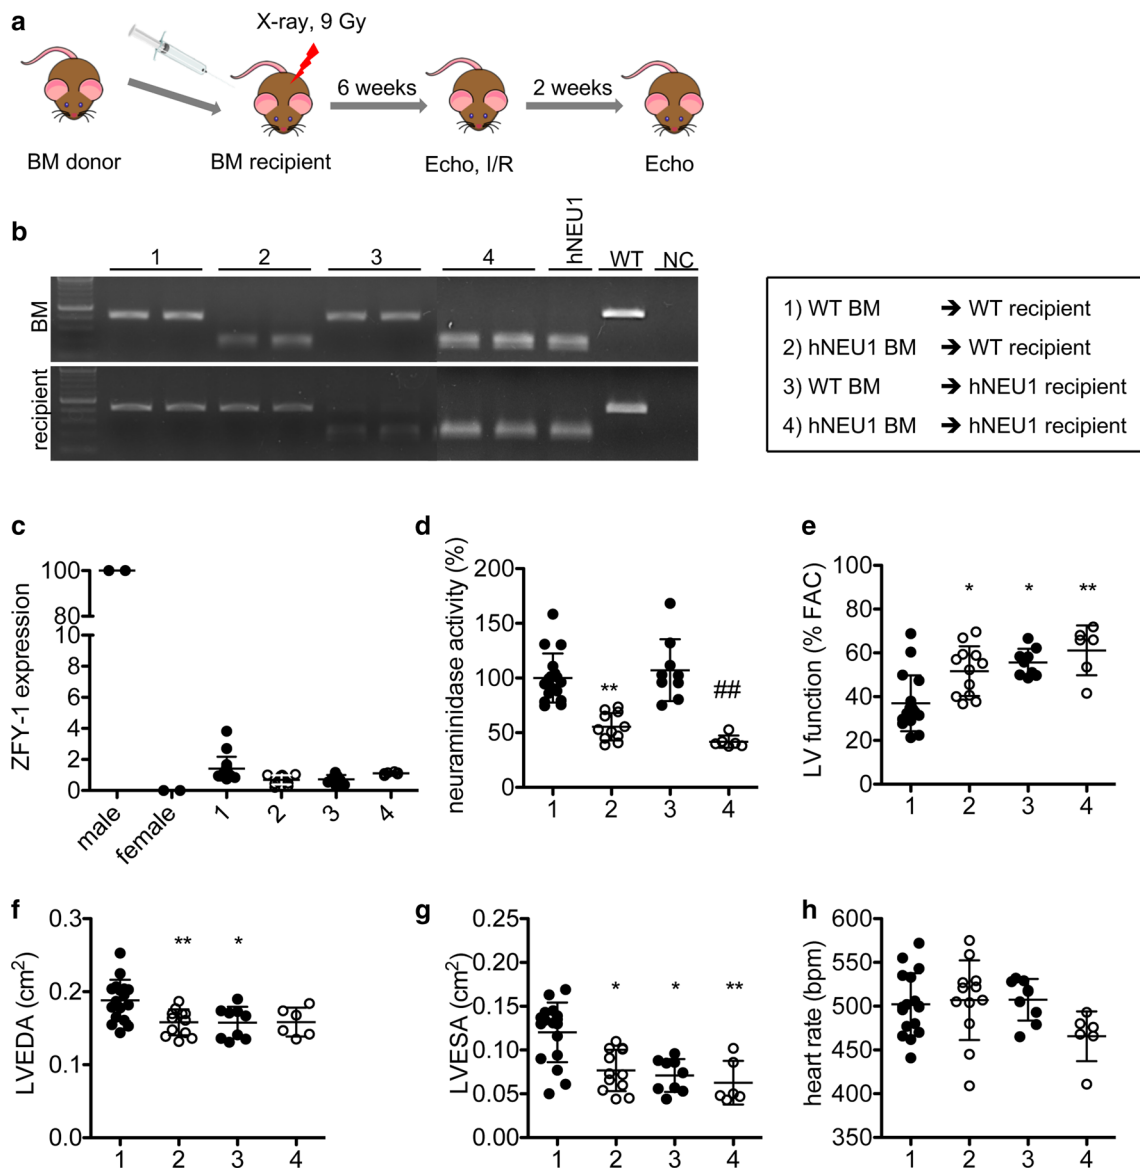 a
X-ray, 9 Gy
6 weeks
2 weeks
BM donor
BM recipient
Echo, I/R
Echo
b
1
2
3
4
hNEU1
WT
NC
BM
recipient
1) WT BM ➔ WT recipient
2) hNEU1 BM ➔ WT recipient
3) WT BM ➔ hNEU1 recipient
4) hNEU1 BM ➔ hNEU1 recipient
c
ZFY-1 expression
100
80
10
8
6
4
2
0
male
female
1
2
3
4
d
neuraminidase activity (%)
200
150
100
50
0
**
##
1
2
3
4
e
LV function (% FAC)
100
80
60
40
20
0
*
*
**
1
2
3
4
f
LVEDA (cm²)
0.3
0.2
0.1
0.0
**
*
1
2
3
4
g
LVESA (cm²)
0.25
0.20
0.15
0.10
0.05
0.00
*
*
**
1
2
3
4
h
heart rate (bpm)
600
550
500
450
400
350
1
2
3
4